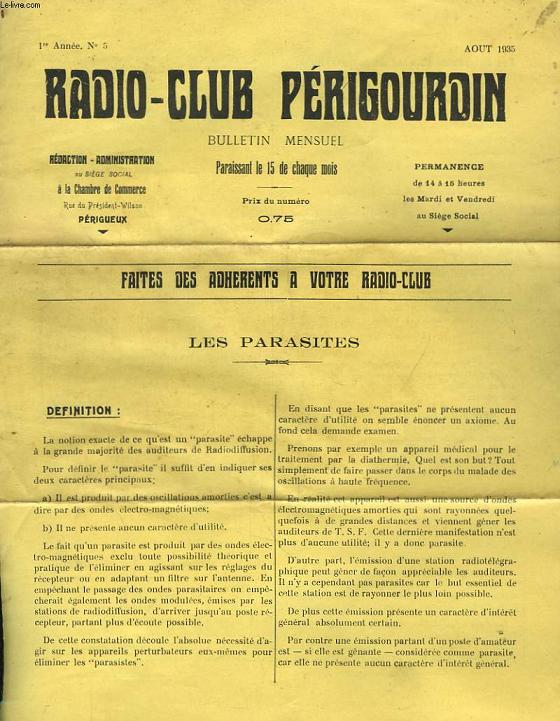 Le-livre.com
1re Année, No 5
AOUT 1935
RADIO-CLUB PÉRIGOURDIN
BULLETIN MENSUEL
RÉDACTION - ADMINISTRATION
au SIÈGE SOCIAL
à la Chambre de Commerce
Rue du Président-Wilson
PÉRIGUEUX
Paraissant le 15 de chaque mois
Prix du numéro
0.75
PERMANENCE
de 14 à 15 heures
les Mardi et Vendredi
au Siège Social
FAITES DES ADHERENTS A VOTRE RADIO-CLUB
LES PARASITES
DEFINITION :
La notion exacte de ce qu'est un "parasite" échappe
à la grande majorité des auditeurs de Radiodiffusion.
Pour définir le "parasite" il suffit d'en indiquer ses
deux caractères principaux;
a) Il est produit par des oscillations amorties c'est à
dire par des ondes électro-magnétiques;
b) Il ne présente aucun caractère d'utilité.
Le fait qu'un parasite est produit par des ondes élec-
tro-magnétiques exclu toute possibilité théorique et
pratique de l'éliminer en agissant sur les réglages du
récepteur ou en adaptant un filtre sur l'antenne. En
empêchant le passage des ondes parasitaires on empê-
cherait également les ondes modulées, émises par les
stations de radiodiffusion, d'arriver jusqu'au poste ré-
cepteur, partant plus d'écoute possible.
De cette constatation découle l'absolue nécessité d'a-
gir sur les appareils perturbateurs eux-mêmes pour
éliminer les "parasistes".
En disant que les "parasites" ne présentent aucun
caractère d'utilité on semble énoncer un axiome. Au
fond cela demande examen.
Prenons par exemple un appareil médical pour le
traitement par la diathermie, Quel est son but ? Tout
simplement de faire passer dans le corps du malade des
oscillations à haute fréquence.
En réalité cet appareil est aussi une source d'ondes
électromagnétiques amorties qui sont rayonnées quel-
quefois à de grandes distances et viennent gêner les
auditeurs de T. S. F. Cette dernière manifestation n'est
plus d'aucune utilité; il y a donc parasite.
D'autre part, l'émission d'une station radiotélégra-
phique peut gêner de façon appréciable les auditeurs.
Il n'y a cependant pas parasites car le but essentiel de
cette station est de rayonner le plus loin possible.
De plus cette émission présente un caractère d'intérêt
général absolument certain.
Par contre une émission partant d'un poste d'amateur
est — si elle est gênante — considérée comme parasite,
car elle ne présente aucun caractère d'intérêt général.